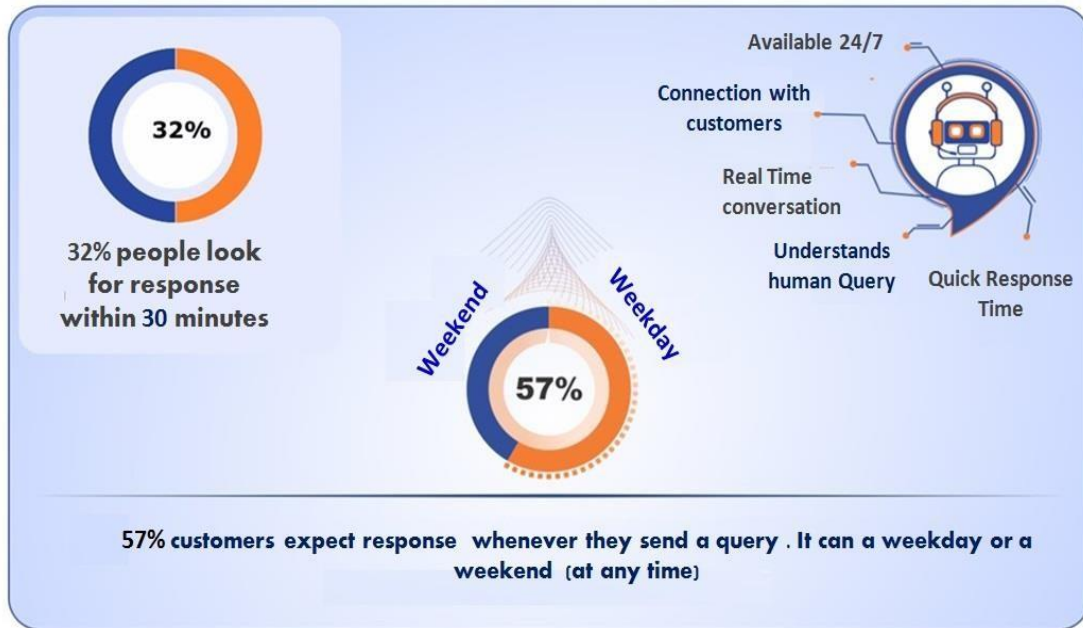 32%
32% people look
for response
within 30 minutes
Available 24/7
Connection with
customers
Real Time
conversation
Understands
human Query
Quick Response
Time
Weekend
Weekday
57%
57% customers expect response whenever they send a query . It can a weekday or a
weekend (at any time)